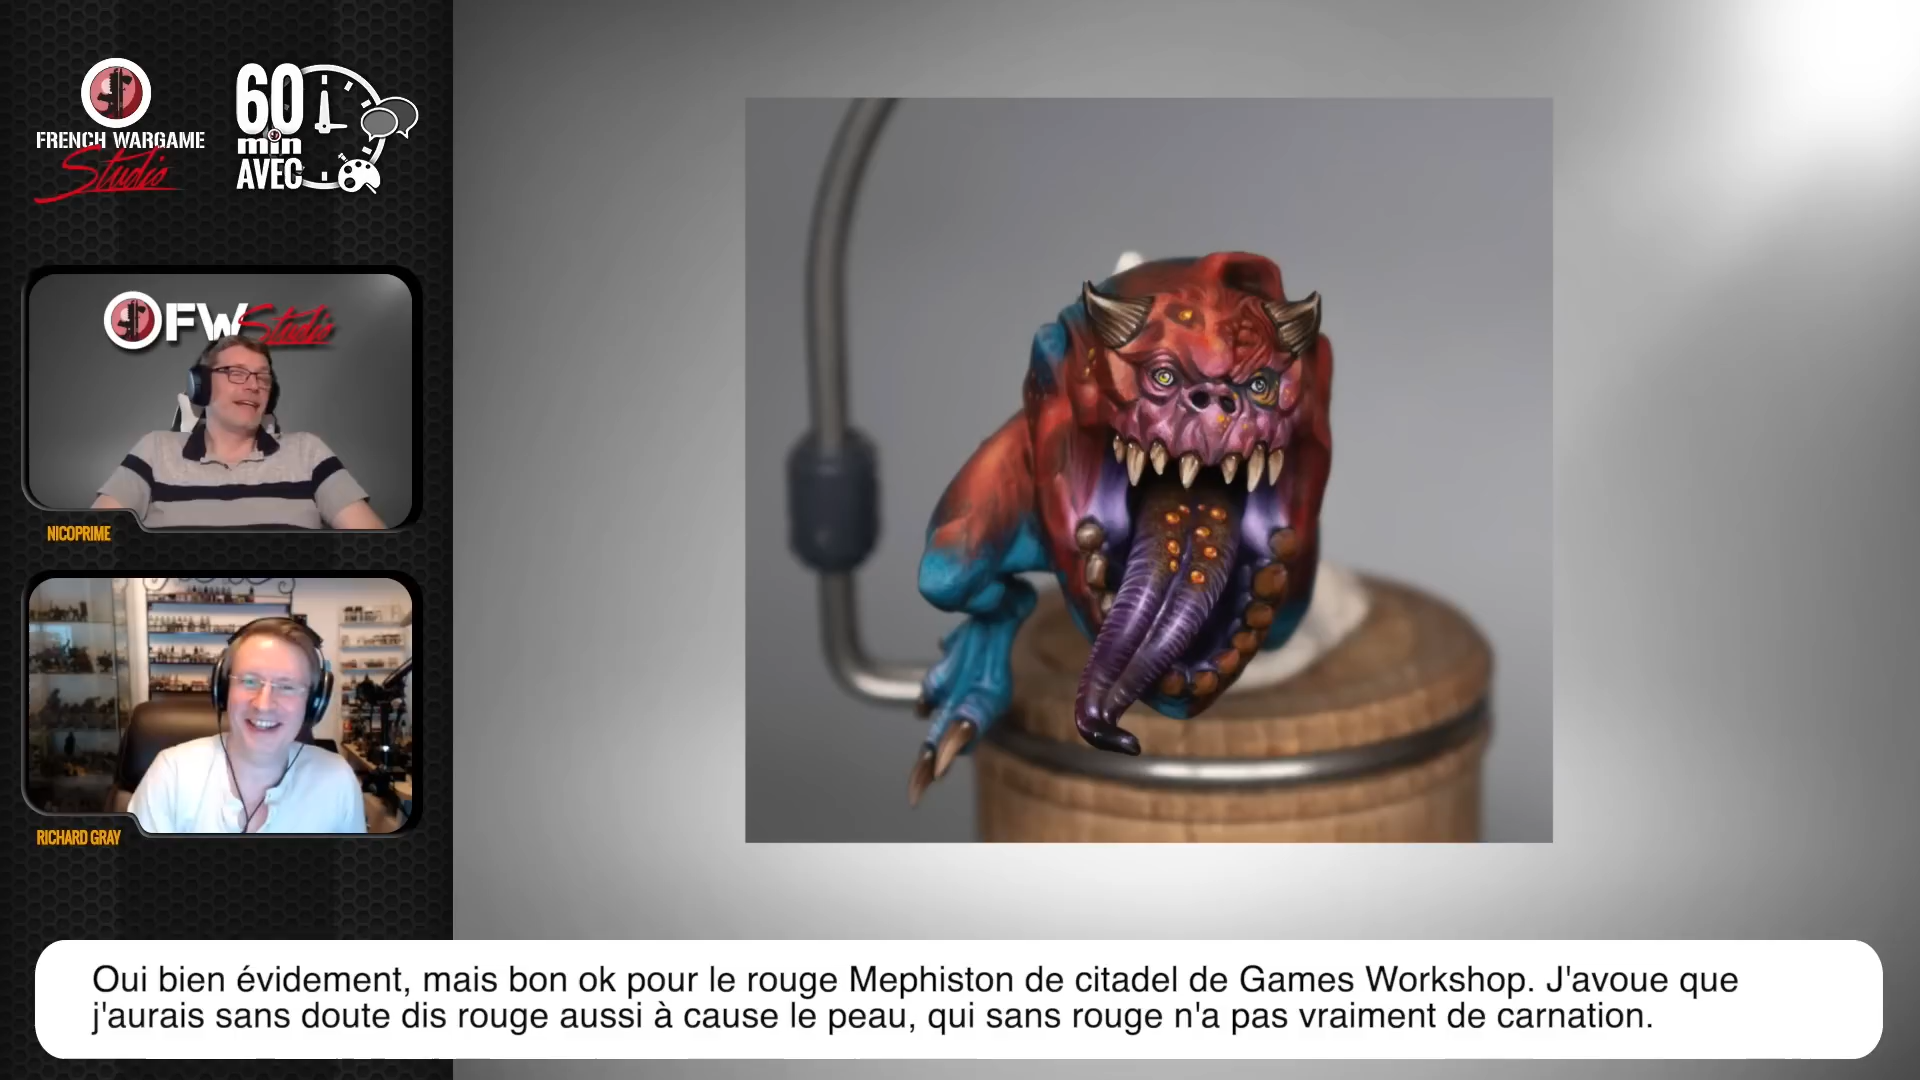 FRENCH WARGAME
Studio
60
min
AVEC
FW Studio
NICOPRIME
RICHARD GRAY
Oui bien évidement, mais bon ok pour le rouge Mephiston de citadel de Games Workshop. J'avoue que
j'aurais sans doute dis rouge aussi à cause le peau, qui sans rouge n'a pas vraiment de carnation.